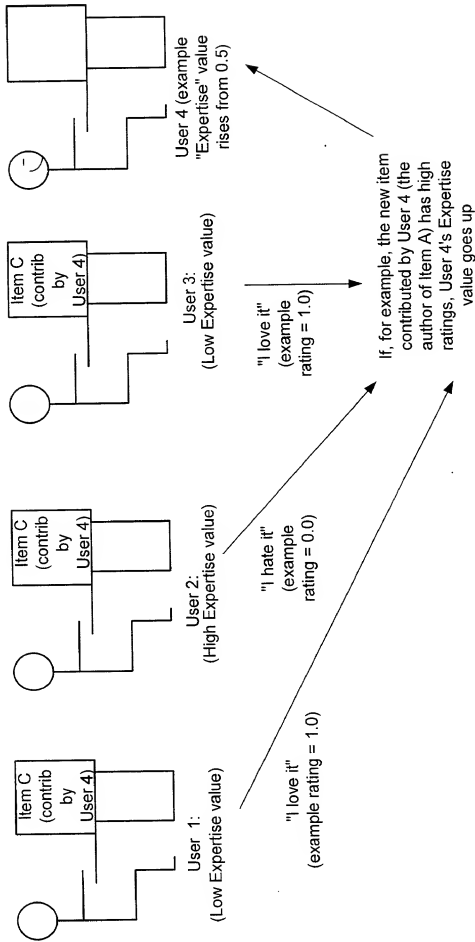 Item C
(contrib
by
User 4)
User 1:
(Low Expertise value)
Item C
(contrib
by
User 4)
User 2:
(High Expertise value)
Item C
(contrib
by
User 4)
User 3:
(Low Expertise value)
User 4 (example
"Expertise" value
rises from 0.5)
"I love it"
(example rating = 1.0)
"I hate it"
(example
rating = 0.0)
"I love it"
(example
rating = 1.0)
If, for example, the new item
contributed by User 4 (the
author of Item A) has high
ratings, User 4's Expertise
value goes up